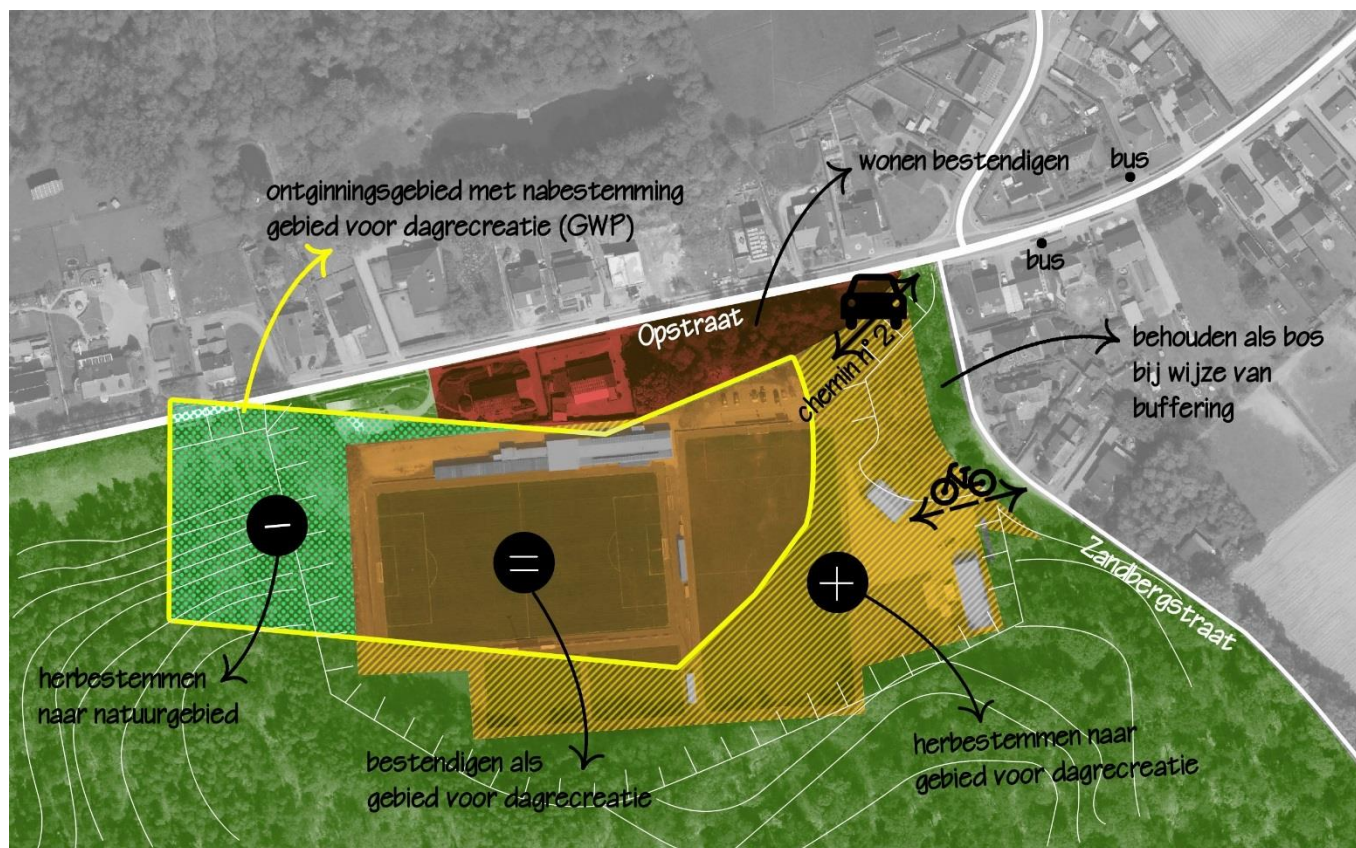 wonen bestendigen
bus
ontginningsgebied met nabestemming
gebied voor dagrecreatie (GWP)
bus
Opstraat
behouden als bos
bij wijze van
buffering
chemin n° 2
Zandbergstraat
herbestemmen
naar natuurgebied
bestendigen als
gebied voor dagrecreatie
herbestemmen naar
gebied voor dagrecreatie